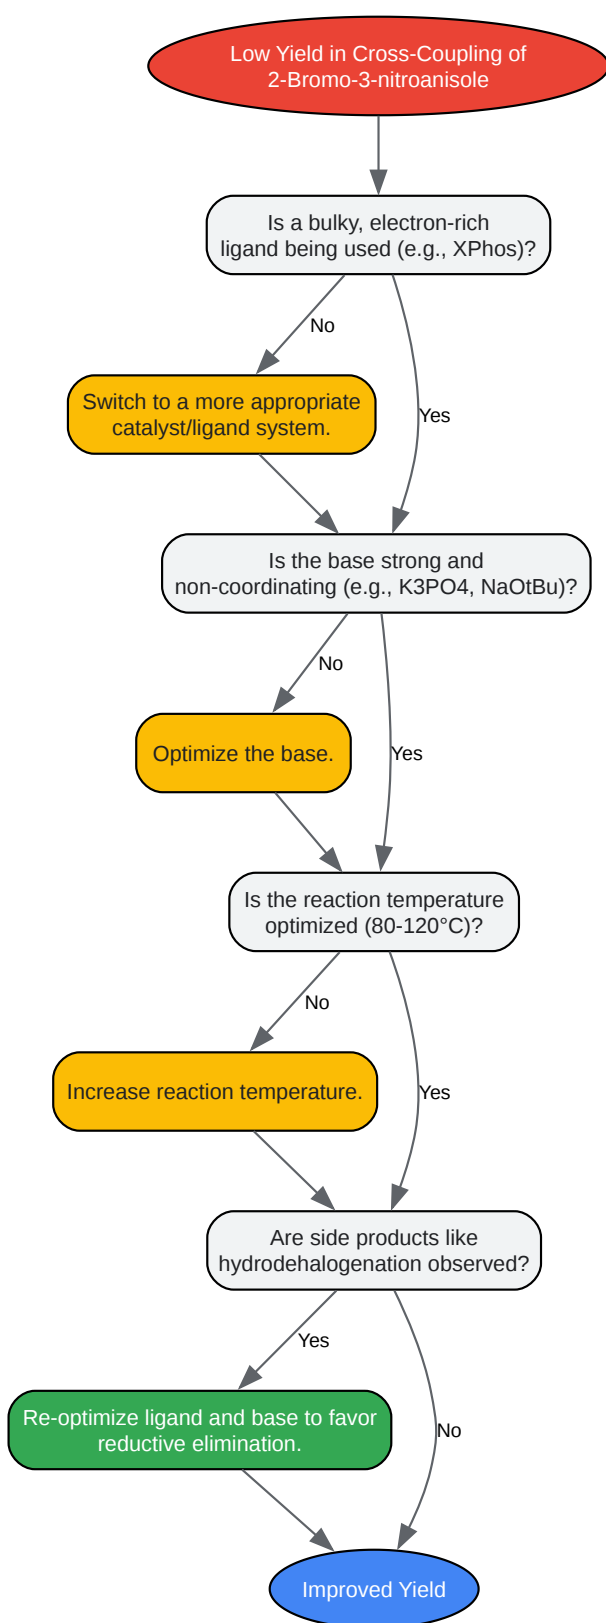 Low Yield in Cross-Coupling of
2-Bromo-3-nitroanisole
Is a bulky, electron-rich
ligand being used (e.g., XPhos)?
No
Switch to a more appropriate
catalyst/ligand system.
Yes
Is the base strong and
non-coordinating (e.g., K3PO4, NaOtBu)?
No
Optimize the base.
Yes
Is the reaction temperature
optimized (80-120°C)?
No
Increase reaction temperature.
Yes
Are side products like
hydrodehalogenation observed?
Yes
Re-optimize ligand and base to favor
reductive elimination.
No
Improved Yield